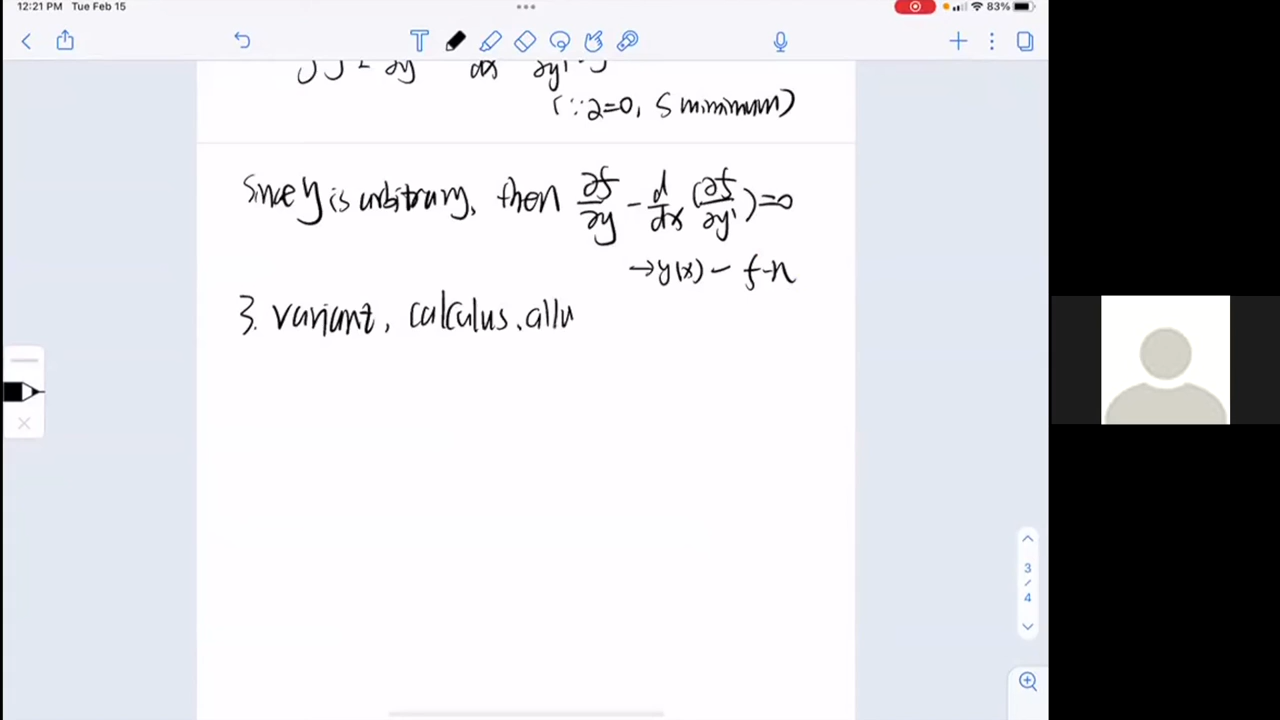 12:21 PM Tue Feb 15
83%
(∵ α=0, S minimum)
Since y is arbitrary, then ∂f/∂y − d/dx (∂f/∂y') = 0
→ y(x) − f-n
3. variant, calculus. allu
3
/
4